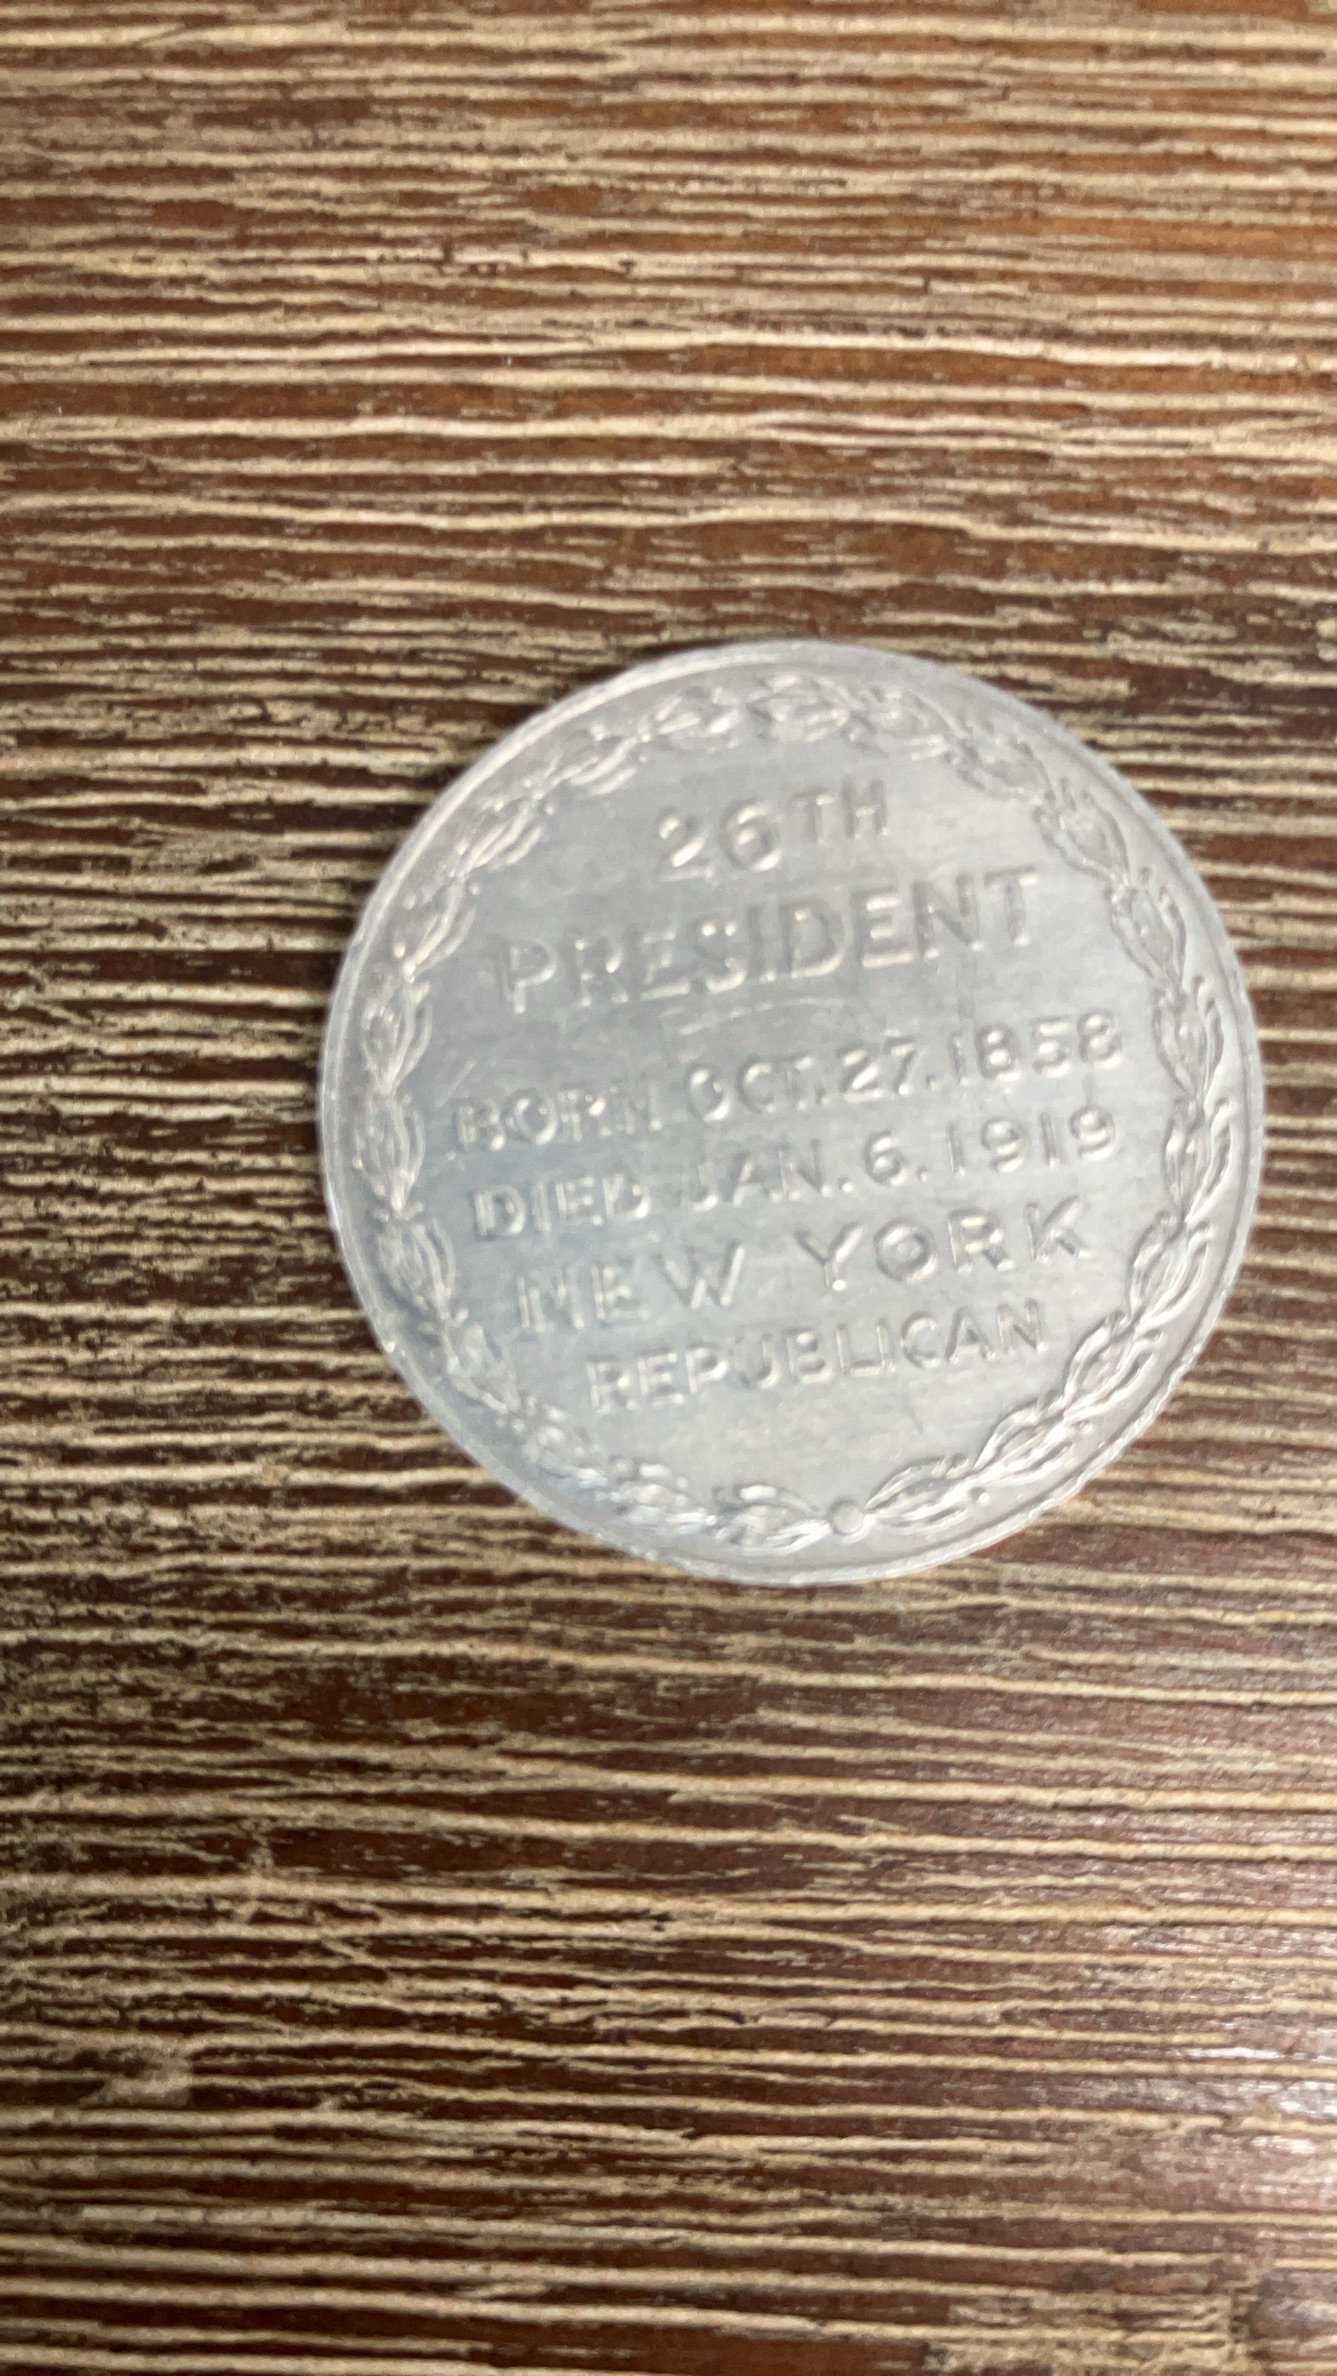 26TH
PRESIDENT
BORN OCT. 27. 1858
DIED JAN. 6. 1919
NEW YORK
REPUBLICAN